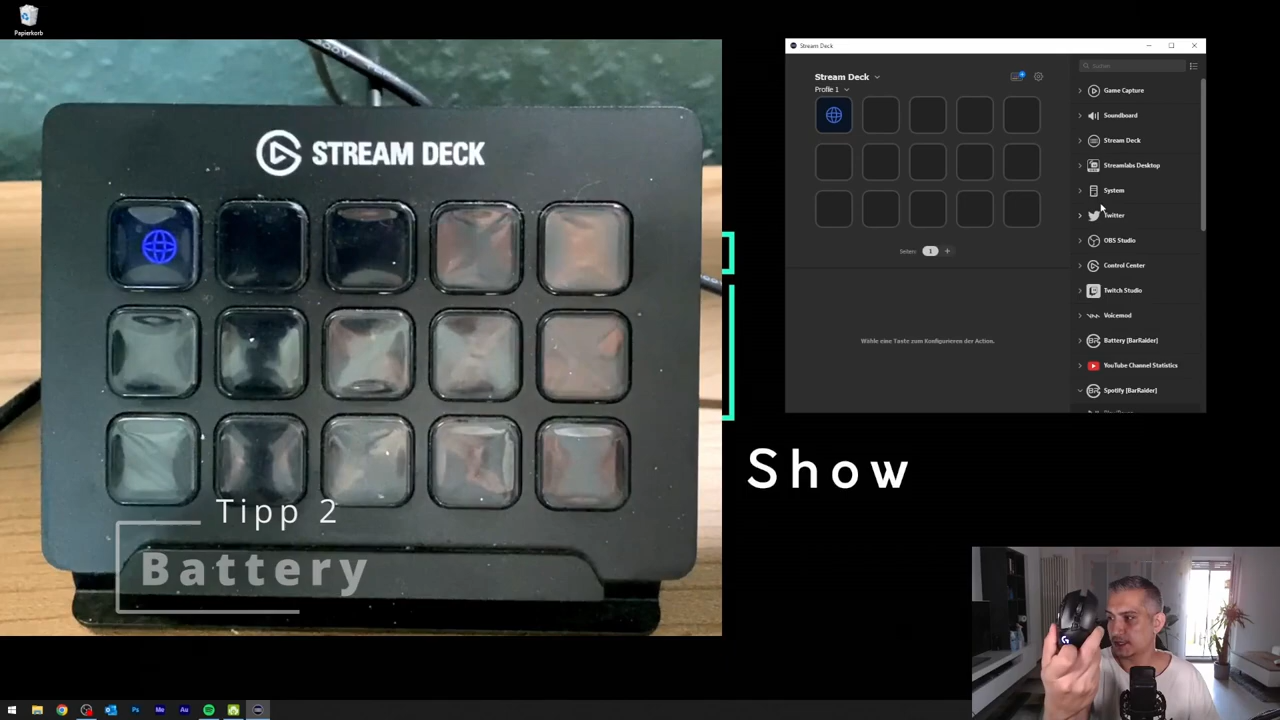 Papierkorb
STREAM DECK
Tipp 2
Battery
Show
Stream Deck
Stream Deck
Profile 1
Seiten:
1
Wähle eine Taste zum Konfigurieren der Action.
Suchen
Game Capture
Soundboard
Stream Deck
Streamlabs Desktop
System
Twitter
OBS Studio
Control Center
Twitch Studio
Voicemod
Battery [BarRaider]
YouTube Channel Statistics
Spotify [BarRaider]